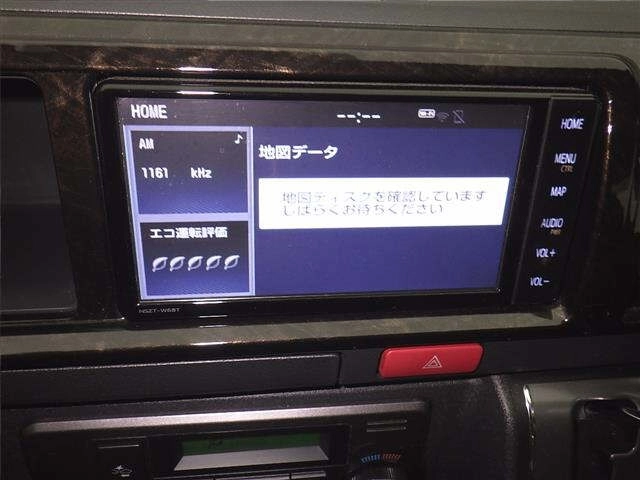 HOME
--:--
AM
1161 kHz
エコ運転評価
地図データ
地図ディスクを確認しています
しばらくお待ちください
HOME
MENU
CTRL
MAP
AUDIO
PWR
VOL+
VOL-
NSZT-W68T